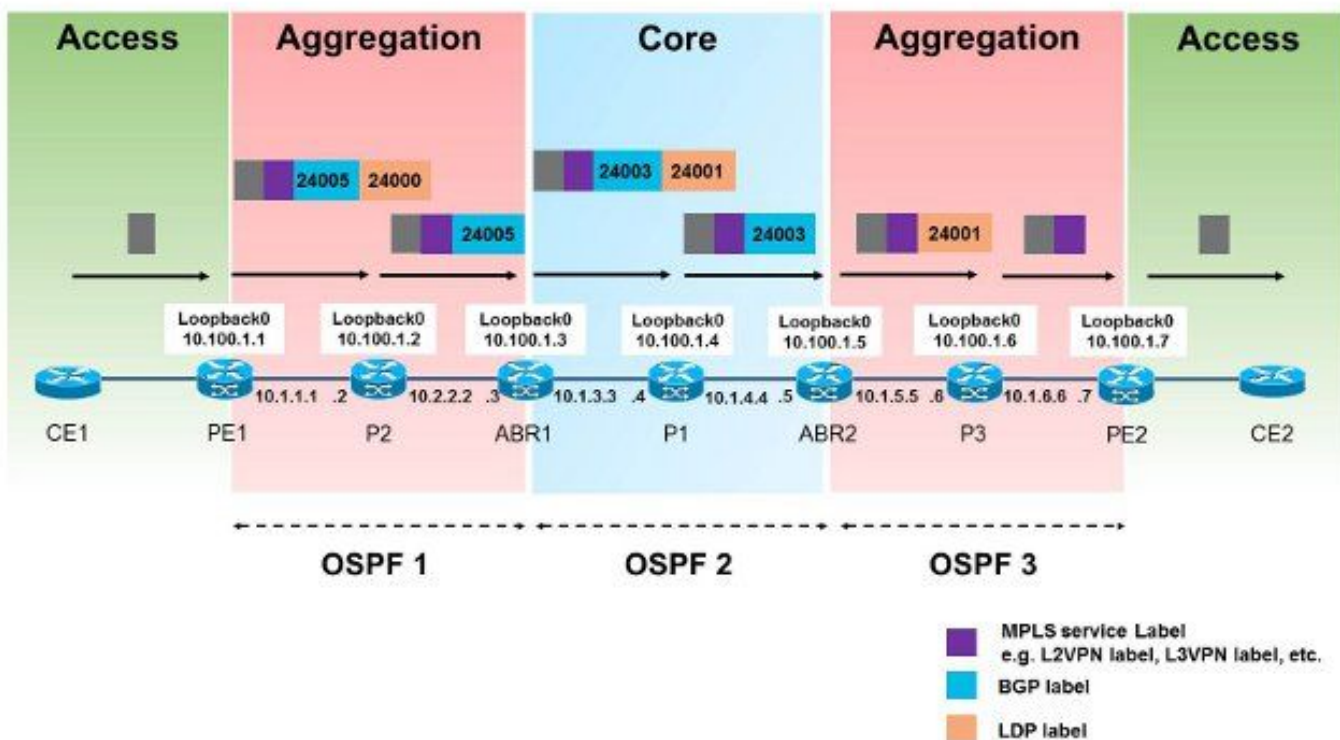 Access
Aggregation
Core
Aggregation
Access
24005 24000
24003 24001
24005
24003
24001
Loopback0
10.100.1.1
Loopback0
10.100.1.2
Loopback0
10.100.1.3
Loopback0
10.100.1.4
Loopback0
10.100.1.5
Loopback0
10.100.1.6
Loopback0
10.100.1.7
10.1.1.1 .2 10.2.2.2 .3 10.1.3.3 .4 10.1.4.4 .5 10.1.5.5 .6 10.1.6.6 .7
CE1 PE1 P2 ABR1 P1 ABR2 P3 PE2 CE2
OSPF 1 OSPF 2 OSPF 3
MPLS service Label
e.g. L2VPN label, L3VPN label, etc.
BGP label
LDP label